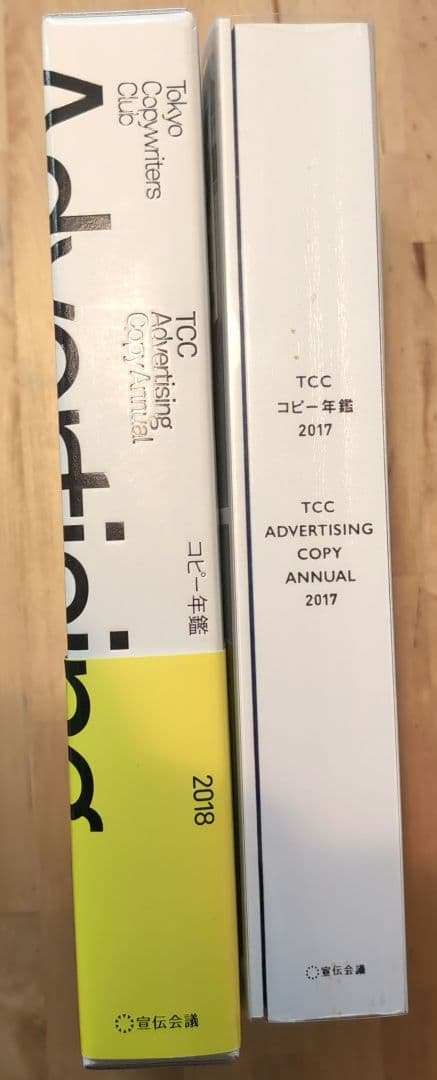 Advertising
Tokyo
Copywriters
Club
TCC
Advertising
Copy Annual
コピー年鑑
2018
宣伝会議
TCC
コピー年鑑
2017
TCC
ADVERTISING
COPY
ANNUAL
2017
宣伝会議